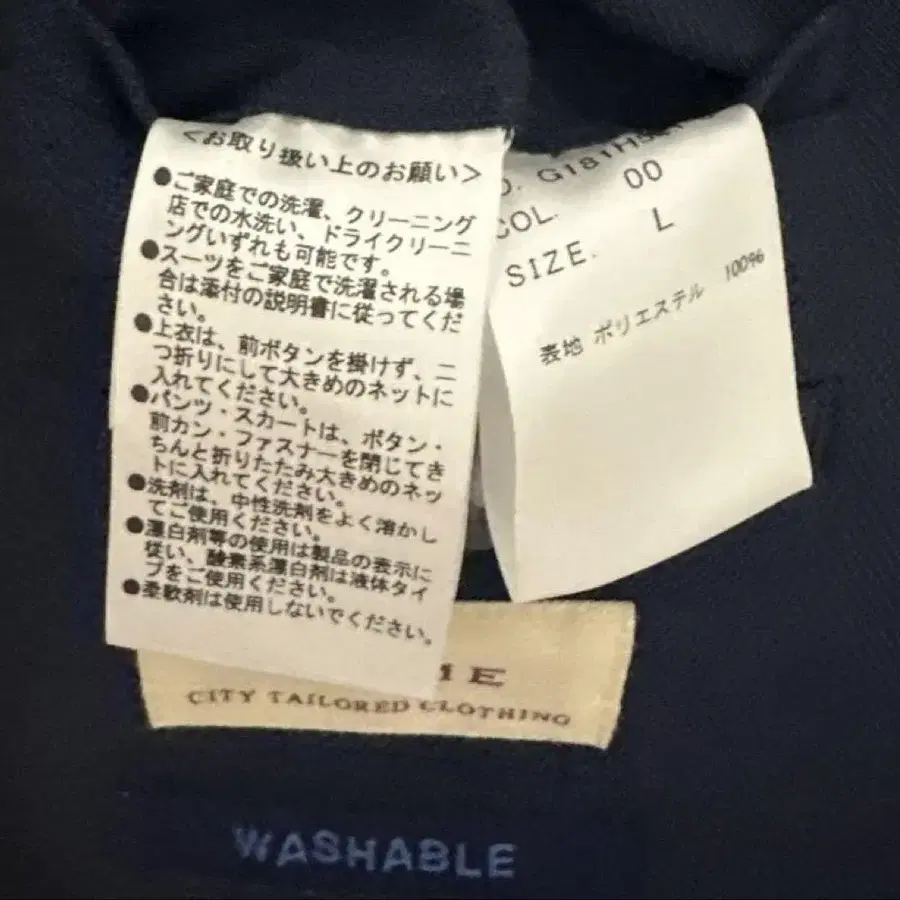 <お取り扱い上のお願い>
●ご家庭での洗濯、クリーニング
店での水洗い、ドライクリーニ
ングいずれも可能です。
●スーツをご家庭で洗濯される場
合は添付の説明書に従ってくだ
さい。
●上衣は、前ボタンを掛けず、二
つ折りにして大きめのネットに
入れてください。
●パンツ・スカートは、ボタン・
前カン・ファスナーを閉じてき
ちんと折りたたみ大きめのネッ
トに入れてください。
●洗剤は、中性洗剤をよく溶かし
てご使用ください。
●漂白剤等の使用は製品の表示に
従い、酸素系漂白剤は液体タイ
プをご使用ください。
●柔軟剤は使用しないでください。
COL. 00
SIZE. L
表地 ポリエステル 100%
CITY TAILORED CLOTHING
WASHABLE